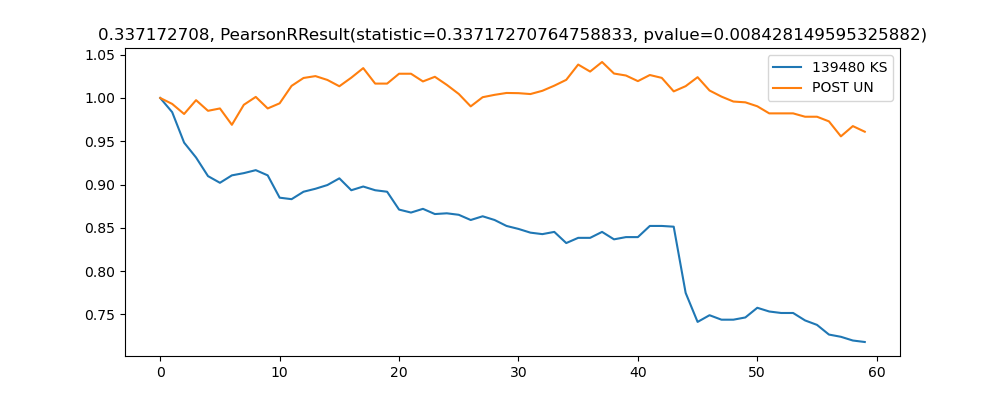 0.337172708, PearsonRResult(statistic=0.33717270764758833, pvalue=0.008428149595325882)
1.05
1.00
0.95
0.90
0.85
0.80
0.75
139480 KS
POST UN
0 10 20 30 40 50 60